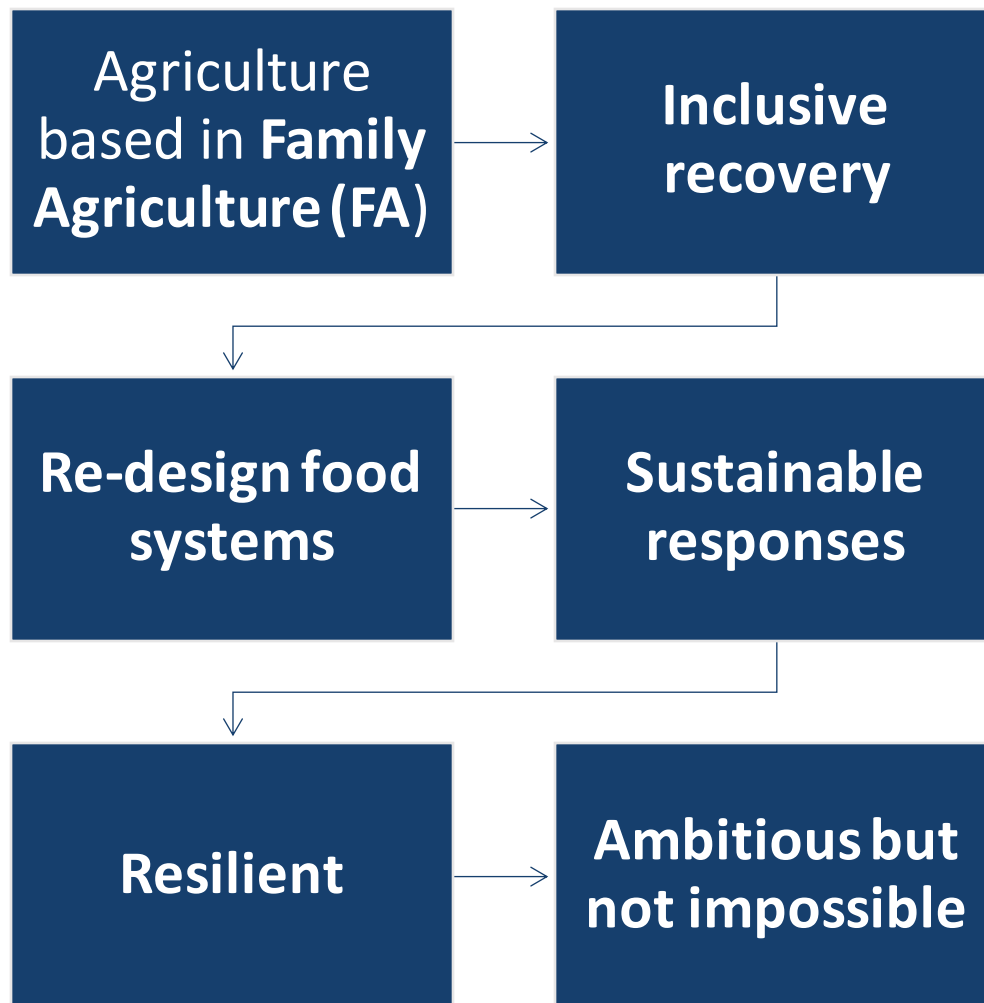 Agriculture
based in Family
Agriculture (FA)
Inclusive
recovery
Re-design food
systems
Sustainable
responses
Resilient
Ambitious but
not impossible